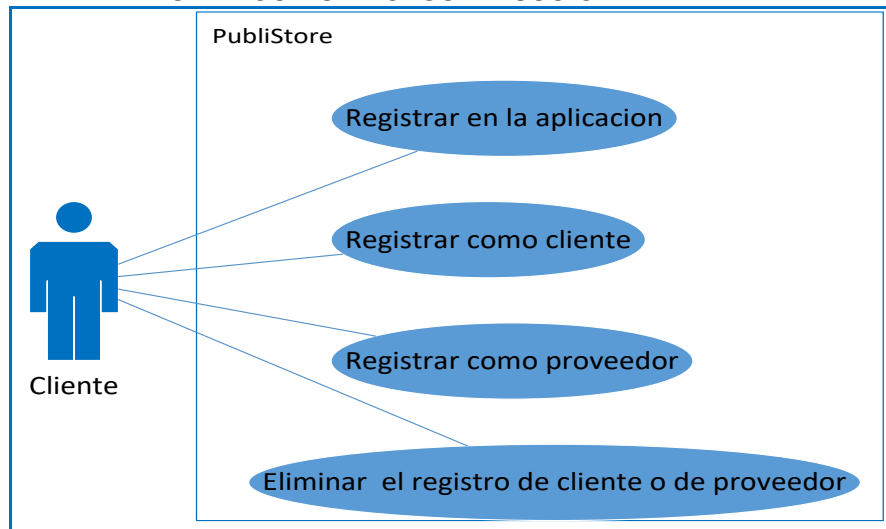 PubliStore
Registrar en la aplicacion
Registrar como cliente
Registrar como proveedor
Cliente
Eliminar el registro de cliente o de proveedor